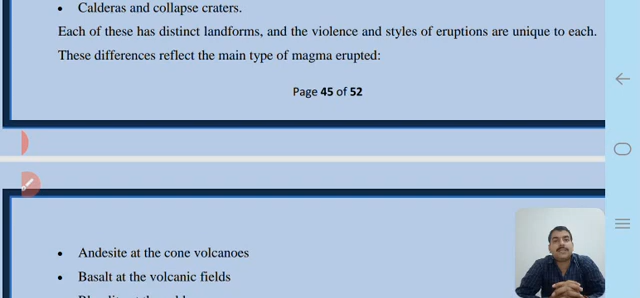 • Calderas and collapse craters.
Each of these has distinct landforms, and the violence and styles of eruptions are unique to each.
These differences reflect the main type of magma erupted:
Page 45 of 52
• Andesite at the cone volcanoes
• Basalt at the volcanic fields